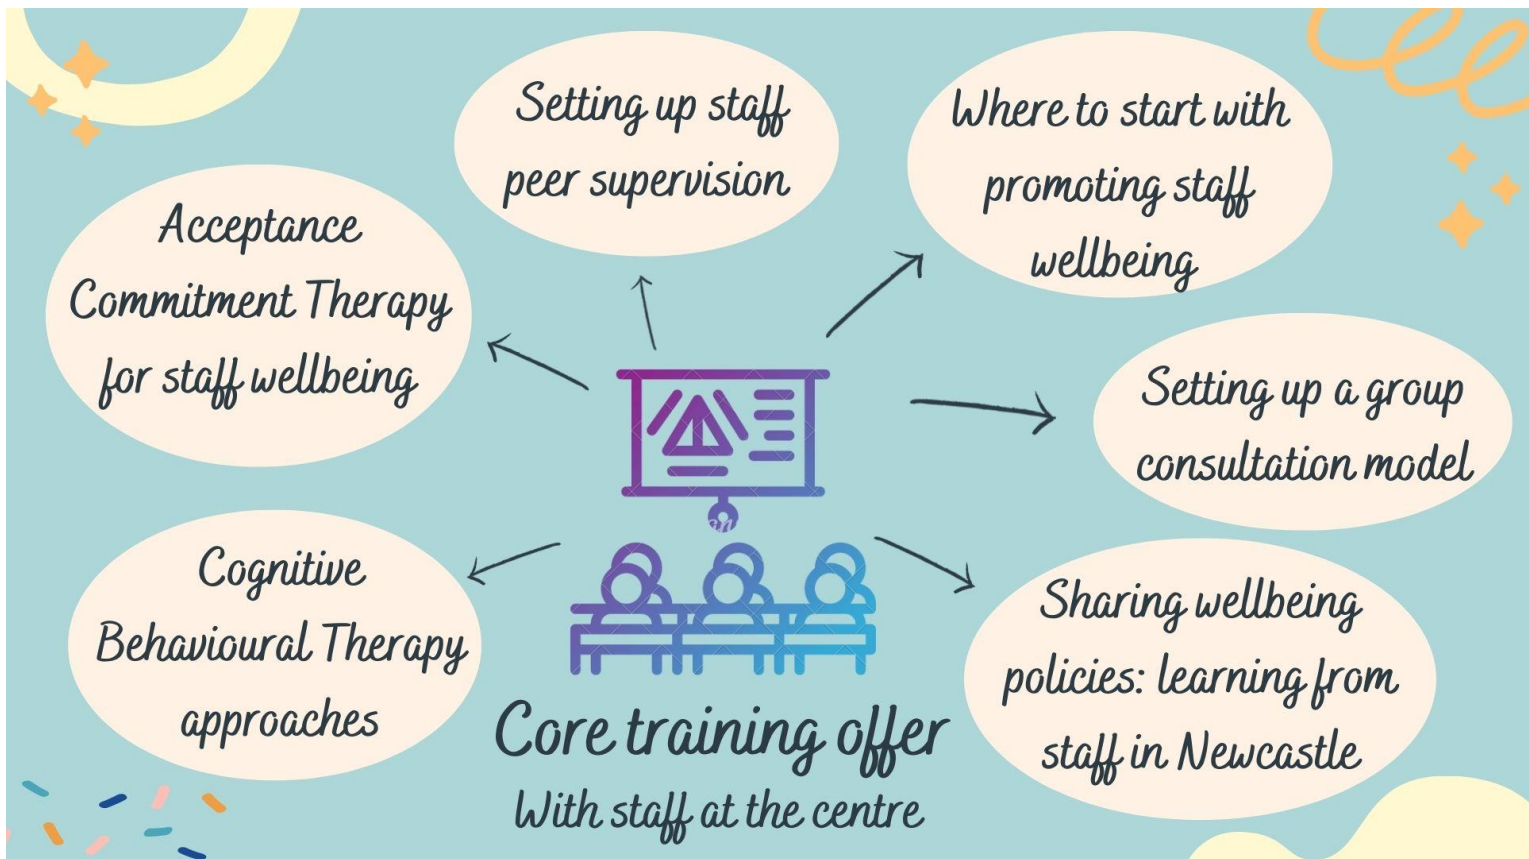 Setting up staff
peer supervision
Where to start with
promoting staff
wellbeing
Acceptance
Commitment Therapy
for staff wellbeing
Setting up a group
consultation model
Cognitive
Behavioural Therapy
approaches
Sharing wellbeing
policies: learning from
staff in Newcastle
Core training offer
With staff at the centre